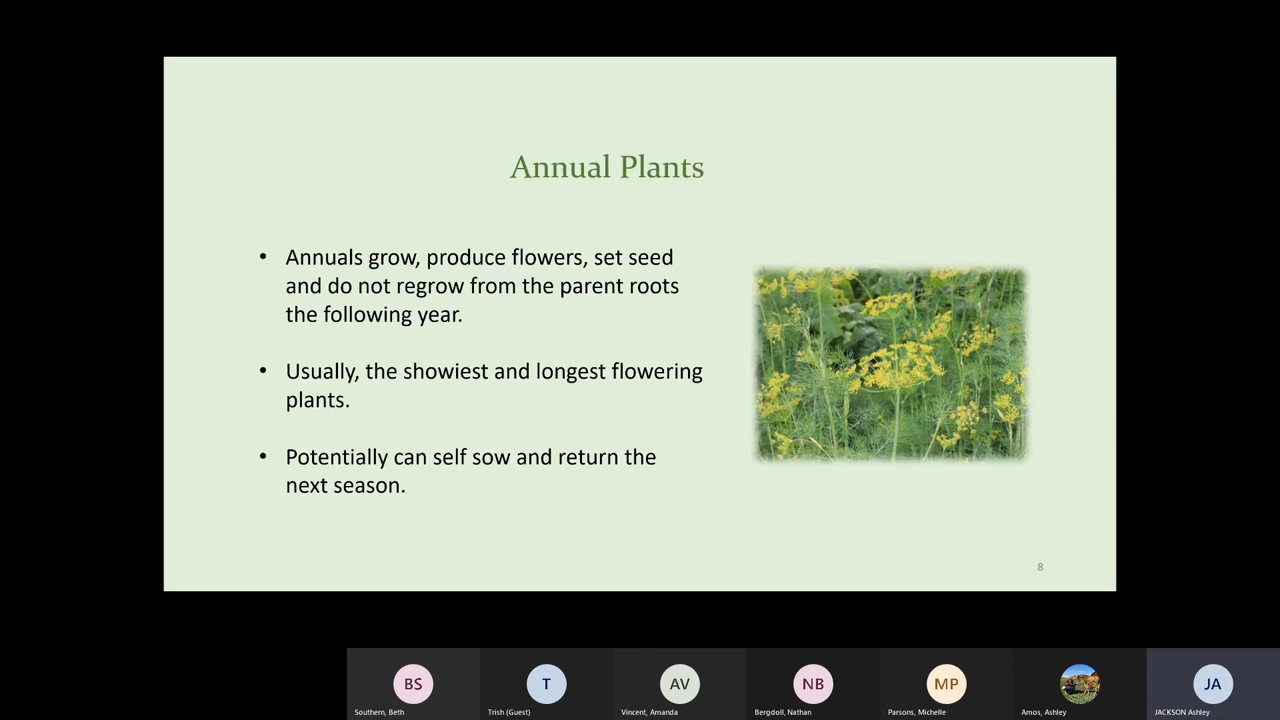 Annual Plants
• Annuals grow, produce flowers, set seed
and do not regrow from the parent roots
the following year.
• Usually, the showiest and longest flowering
plants.
• Potentially can self sow and return the
next season.
8
BS
T
AV
NB
MP
JA
Southern, Beth
Trish (Guest)
Vincent, Amanda
Bergdoll, Nathan
Parsons, Michelle
Amos, Ashley
JACKSON Ashley